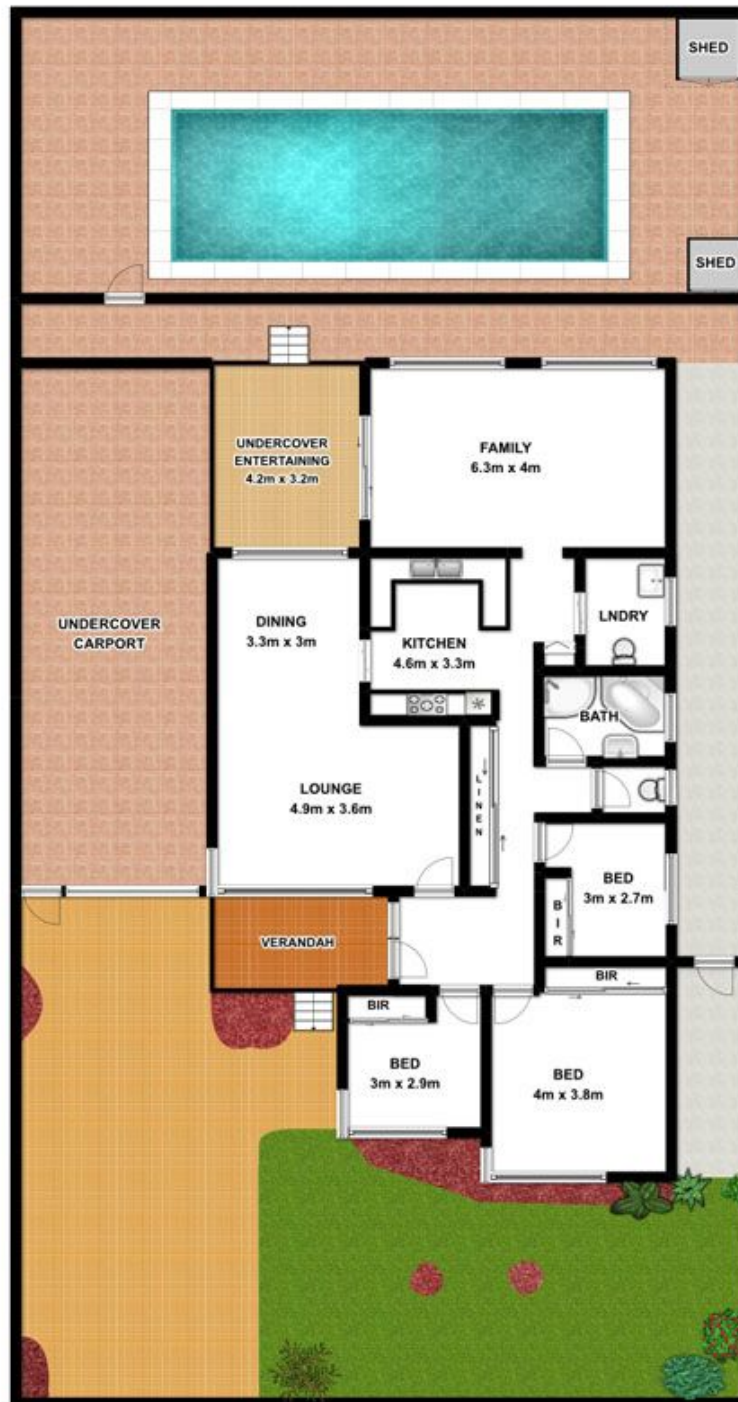 SHED
SHED
UNDERCOVER
ENTERTAINING
4.2m x 3.2m
FAMILY
6.3m x 4m
UNDERCOVER
CARPORT
DINING
3.3m x 3m
KITCHEN
4.6m x 3.3m
LNDRY
BATH
LOUNGE
4.9m x 3.6m
LINEN
BED
3m x 2.7m
BIR
VERANDAH
BIR
BIR
BED
3m x 2.9m
BED
4m x 3.8m